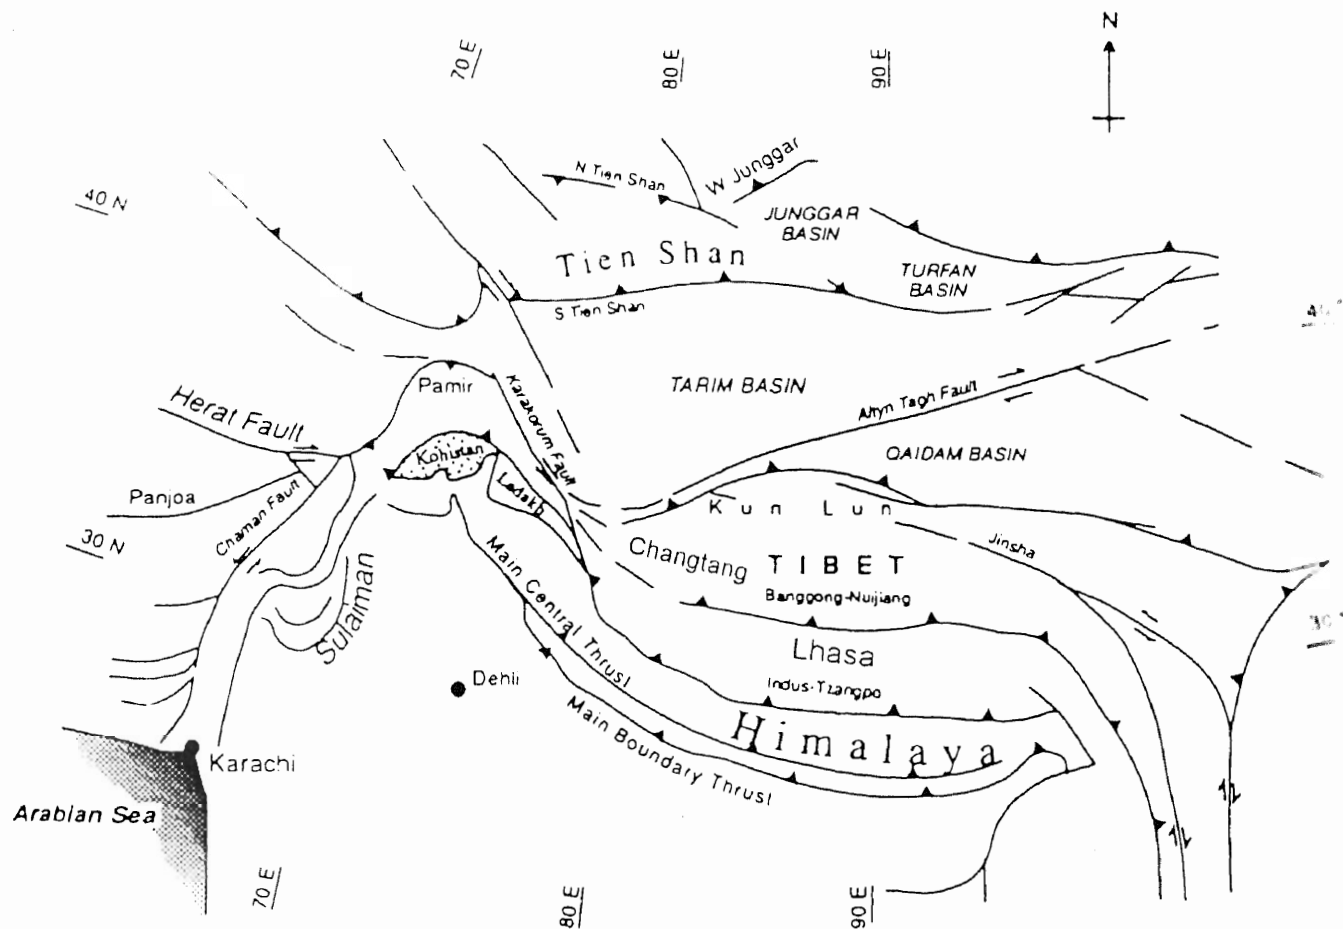 N
70 E
80 E
90 E
40 N
N Tien Shan
W Junggar
JUNGGAR
BASIN
Tien Shan
TURFAN
BASIN
S Tien Shan
Pamir
Karakorum Fault
TARIM BASIN
Altyn Tagh Fault
Herat Fault
Kohistan
QAIDAM BASIN
Panjoa
Chaman Fault
Ladakh
Kun Lun
30 N
Jinsha
Changtang
TIBET
Banggong-Nuijiang
Sulaiman
Main Central Thrust
Lhasa
Dehli
Indus-Tzangpo
Himalaya
Main Boundary Thrust
Karachi
Arabian Sea
70 E
80 E
90 E